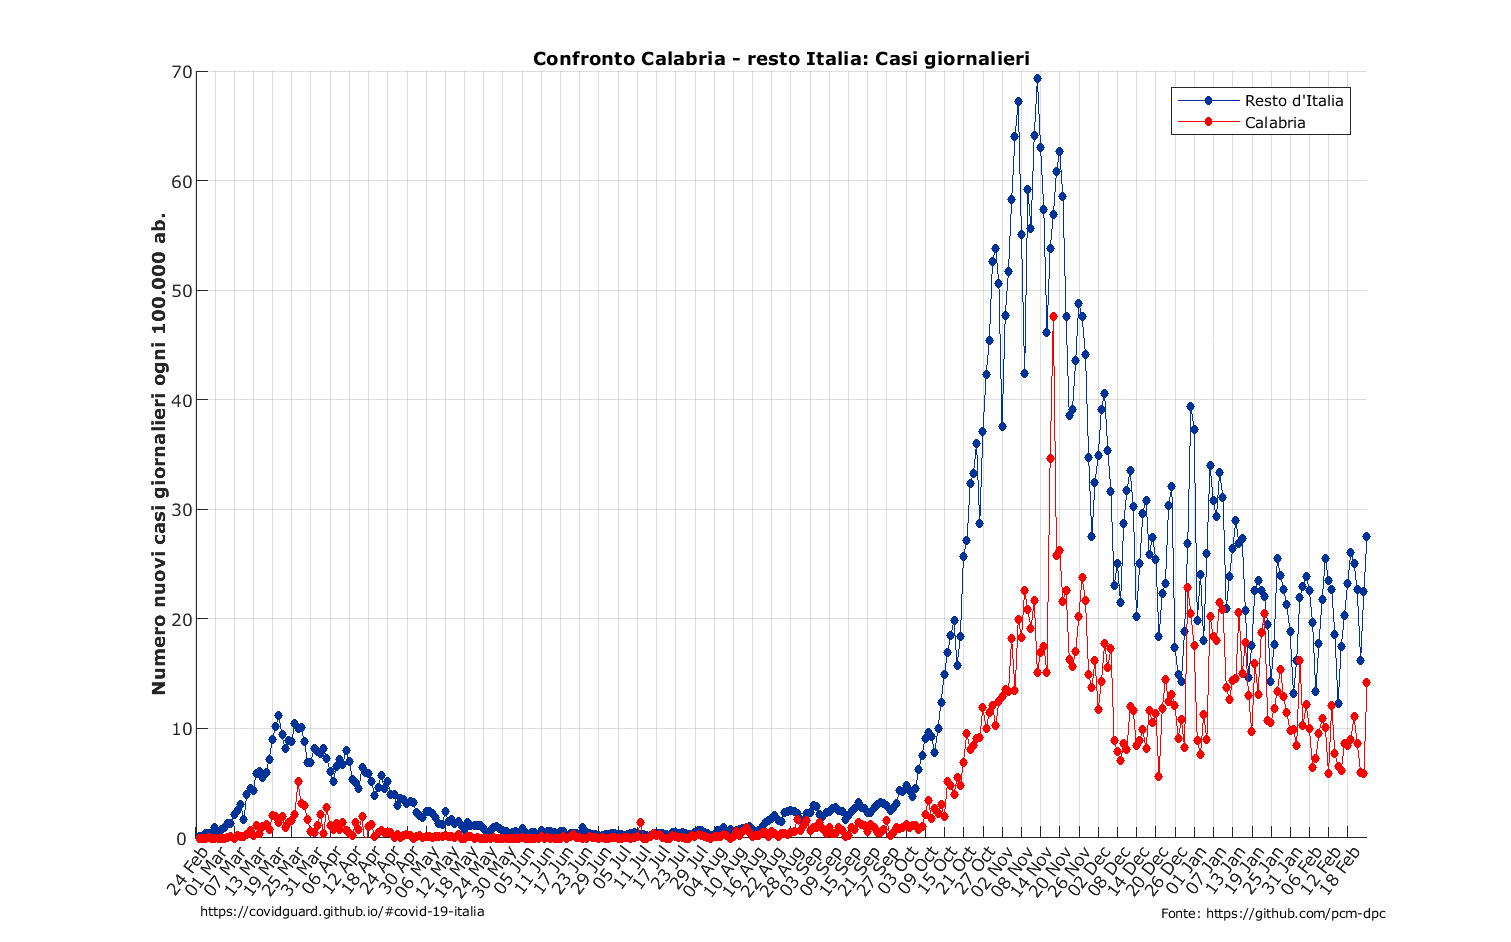 Confronto Calabria - resto Italia: Casi giornalieri
Numero nuovi casi giornalieri ogni 100.000 ab.
70
60
50
40
30
20
10
0
Resto d'Italia
Calabria
24 Feb
01 Mar
07 Mar
13 Mar
19 Mar
25 Mar
31 Mar
06 Apr
12 Apr
18 Apr
24 Apr
30 Apr
06 May
12 May
18 May
24 May
30 May
05 Jun
11 Jun
17 Jun
23 Jun
29 Jun
05 Jul
11 Jul
17 Jul
23 Jul
29 Jul
04 Aug
10 Aug
16 Aug
22 Aug
28 Aug
03 Sep
09 Sep
15 Sep
21 Sep
27 Sep
03 Oct
09 Oct
15 Oct
21 Oct
27 Oct
02 Nov
08 Nov
14 Nov
20 Nov
26 Nov
02 Dec
08 Dec
14 Dec
20 Dec
26 Dec
01 Jan
07 Jan
13 Jan
19 Jan
25 Jan
31 Jan
06 Feb
12 Feb
18 Feb
https://covidguard.github.io/#covid-19-italia
Fonte: https://github.com/pcm-dpc